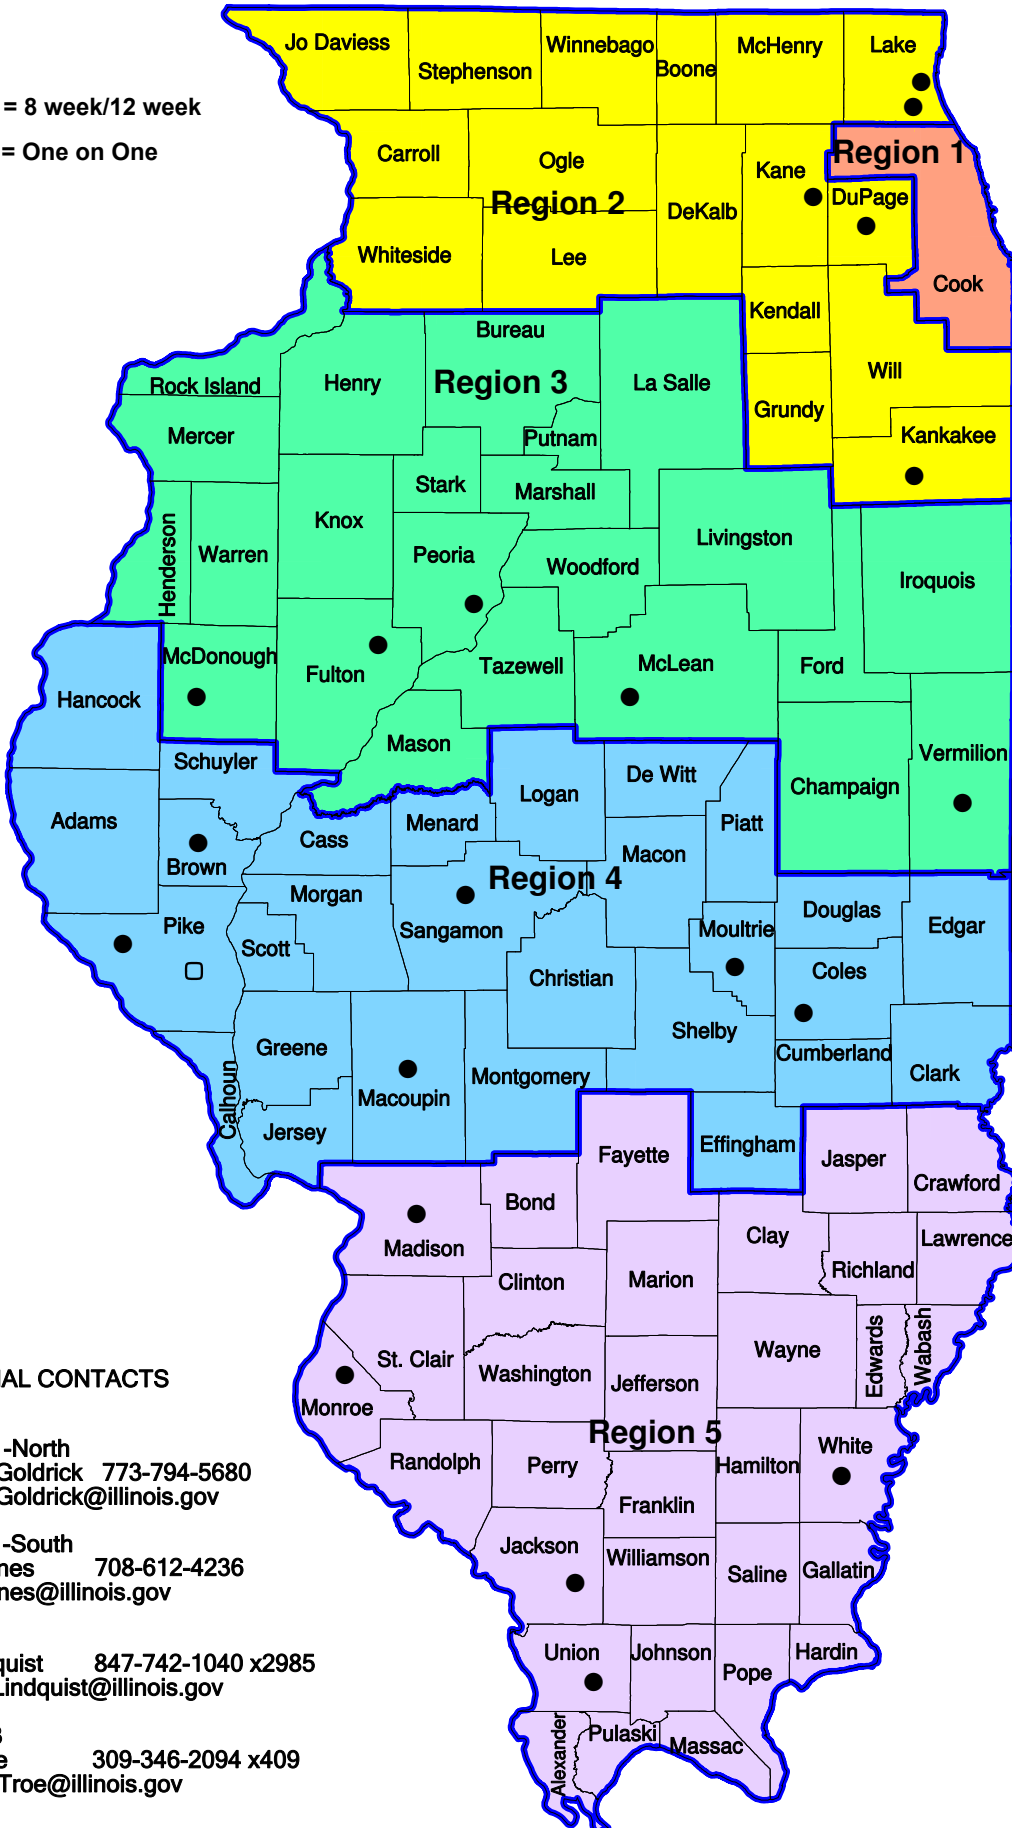 Jo Daviess
Stephenson
Winnebago
Boone
McHenry
Lake
= 8 week/12 week
= One on One
Carroll
Ogle
Region 2
DeKalb
Kane
Region 1
DuPage
Whiteside
Lee
Cook
Kendall
Will
Grundy
Kankakee
Bureau
Rock Island
Henry
Region 3
La Salle
Mercer
Putnam
Stark
Marshall
Knox
Henderson
Warren
Peoria
Woodford
Livingston
Iroquois
McDonough
Fulton
Tazewell
McLean
Ford
Hancock
Mason
Vermilion
Schuyler
Logan
De Witt
Champaign
Adams
Cass
Menard
Piatt
Brown
Macon
Region 4
Morgan
Pike
Scott
Sangamon
Moultrie
Douglas
Edgar
Christian
Coles
Shelby
Greene
Cumberland
Clark
Calhoun
Macoupin
Montgomery
Jersey
Effingham
Fayette
Jasper
Crawford
Bond
Madison
Clay
Lawrence
Clinton
Marion
Richland
St. Clair
Washington
Wayne
Edwards
Wabash
Jefferson
Monroe
Region 5
Randolph
Perry
Hamilton
White
Franklin
Jackson
Williamson
Saline
Gallatin
Union
Johnson
Pope
Hardin
Alexander
Pulaski
Massac
IAL CONTACTS
-North
Goldrick 773-794-5680
Goldrick@illinois.gov
-South
nes 708-612-4236
nes@illinois.gov
quist 847-742-1040 x2985
Lindquist@illinois.gov
e 309-346-2094 x409
Troe@illinois.gov